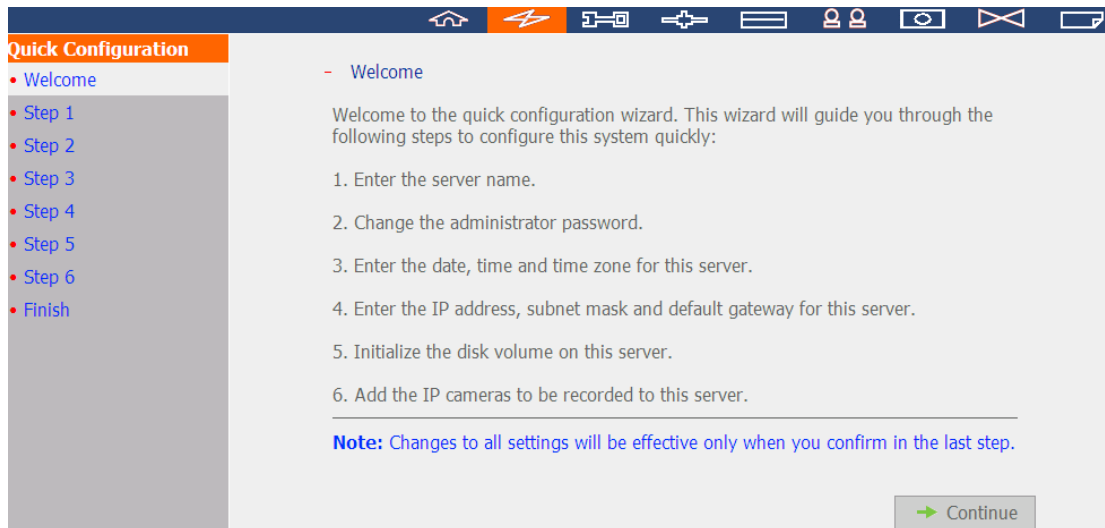 Quick Configuration
• Welcome
• Step 1
• Step 2
• Step 3
• Step 4
• Step 5
• Step 6
• Finish
- Welcome
Welcome to the quick configuration wizard. This wizard will guide you through the
following steps to configure this system quickly:
1. Enter the server name.
2. Change the administrator password.
3. Enter the date, time and time zone for this server.
4. Enter the IP address, subnet mask and default gateway for this server.
5. Initialize the disk volume on this server.
6. Add the IP cameras to be recorded to this server.
Note: Changes to all settings will be effective only when you confirm in the last step.
Continue